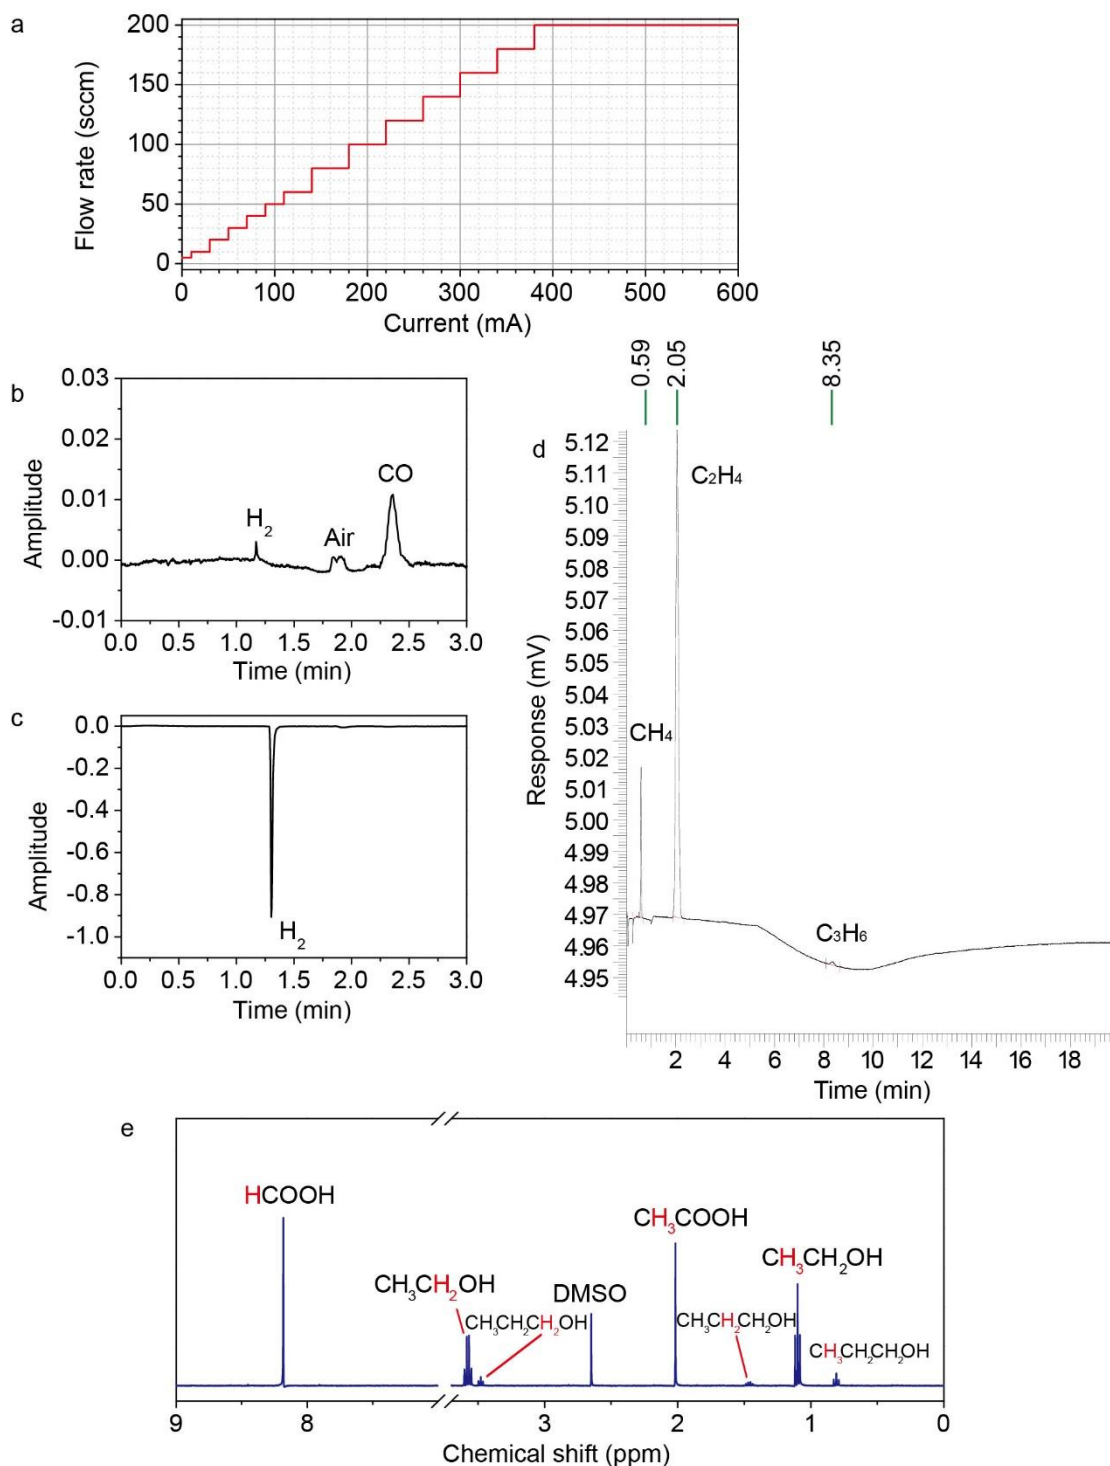 a
200
150
100
50
0
Flow rate (sccm)
0 100 200 300 400 500 600
Current (mA)
b
0.03
0.02
0.01
0.00
-0.01
Amplitude
H2
Air
CO
0.0 0.5 1.0 1.5 2.0 2.5 3.0
Time (min)
c
0.0
-0.2
-0.4
-0.6
-0.8
-1.0
Amplitude
H2
0.0 0.5 1.0 1.5 2.0 2.5 3.0
Time (min)
d
0.59
2.05
8.35
5.12
5.11
5.10
5.09
5.08
5.07
5.06
5.05
5.04
5.03
5.02
5.01
5.00
4.99
4.98
4.97
4.96
4.95
Response (mV)
C2H4
CH4
C3H6
2 4 6 8 10 12 14 16 18
Time (min)
e
HCOOH
CH3CH2OH
CH3CH2CH2OH
DMSO
CH3COOH
CH3CH2CH2OH
CH3CH2OH
CH3CH2CH2OH
9 8 3 2 1 0
Chemical shift (ppm)